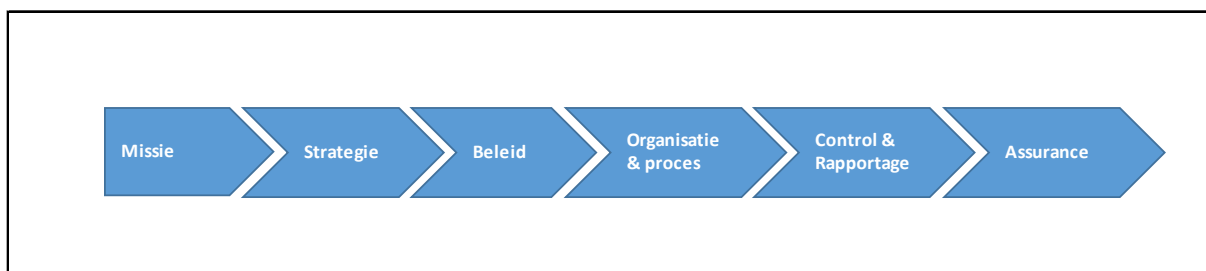 Missie
Strategie
Beleid
Organisatie
& proces
Control &
Rapportage
Assurance